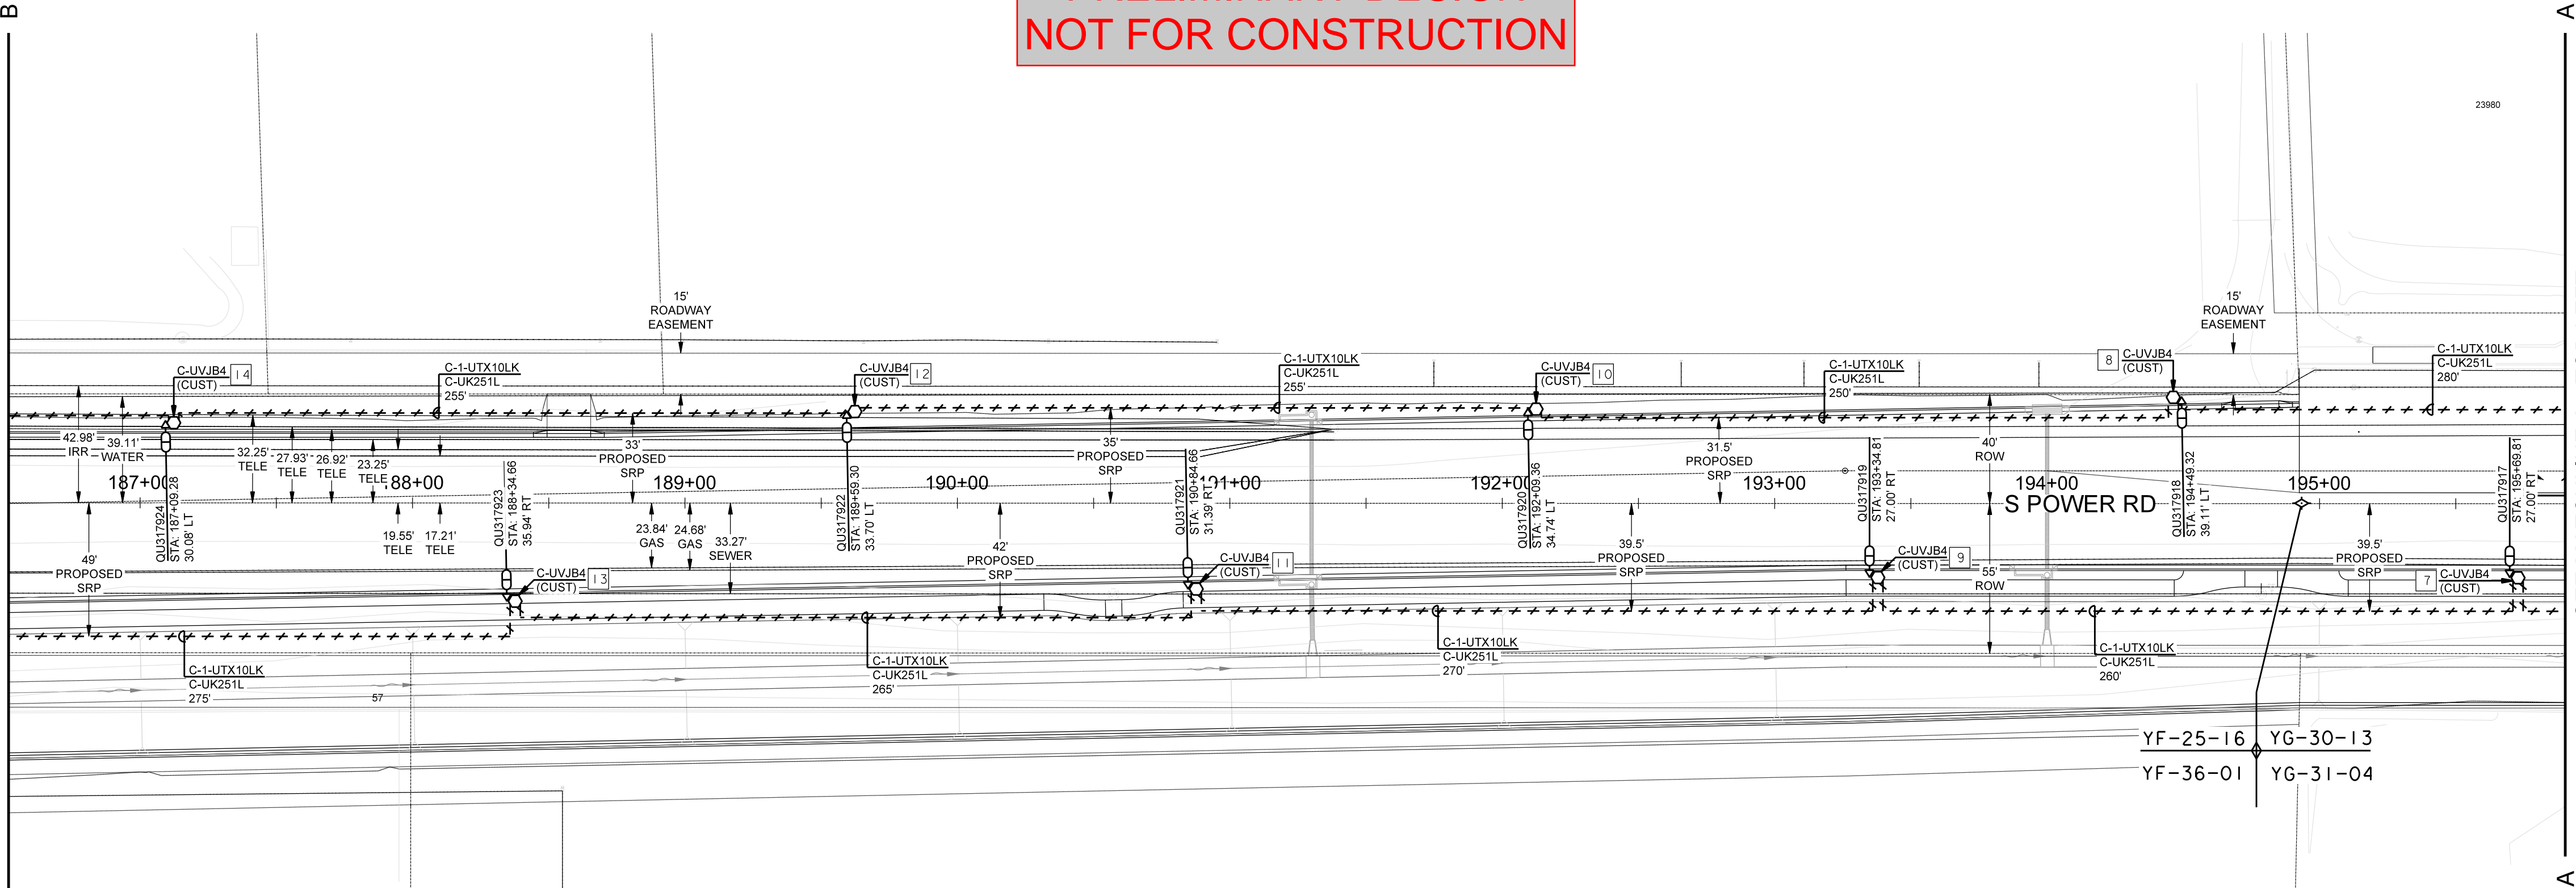 B
A
NOT FOR CONSTRUCTION
23980
15'
ROADWAY
EASEMENT
15'
ROADWAY
EASEMENT
C-UVJB4
(CUST)
14
C-1-UTX10LK
C-UK251L
255'
C-UVJB4
(CUST)
12
C-1-UTX10LK
C-UK251L
255'
C-UVJB4
(CUST)
10
C-1-UTX10LK
C-UK251L
250'
8
C-UVJB4
(CUST)
C-1-UTX10LK
C-UK251L
280'
42.98'
IRR
39.11'
WATER
32.25'
TELE
27.93'
TELE
26.92'
TELE
23.25'
TELE
33'
PROPOSED
SRP
35'
PROPOSED
SRP
31.5'
PROPOSED
SRP
40'
ROW
187+00
188+00
189+00
190+00
191+00
192+00
193+00
194+00
195+00
S POWER RD
QU317924
STA: 187+09.28
30.08' LT
QU317923
STA: 188+34.66
35.94' RT
QU317922
STA: 189+59.30
33.70' LT
QU317921
STA: 190+84.66
31.39' RT
QU317920
STA: 192+09.36
34.74' LT
QU317919
STA: 193+34.81
27.00' RT
QU317918
STA: 194+49.32
39.11' LT
QU317917
STA: 195+69.81
27.00' RT
49'
PROPOSED
SRP
19.55'
TELE
17.21'
TELE
23.84'
GAS
24.68'
GAS
33.27'
SEWER
42'
PROPOSED
SRP
39.5'
PROPOSED
SRP
55'
ROW
39.5'
PROPOSED
SRP
C-UVJB4
(CUST)
13
C-UVJB4
(CUST)
11
C-UVJB4
(CUST)
9
7
C-UVJB4
(CUST)
C-1-UTX10LK
C-UK251L
275'
57
C-1-UTX10LK
C-UK251L
265'
C-1-UTX10LK
C-UK251L
270'
C-1-UTX10LK
C-UK251L
260'
YF-25-16
YG-30-13
YF-36-01
YG-31-04
A